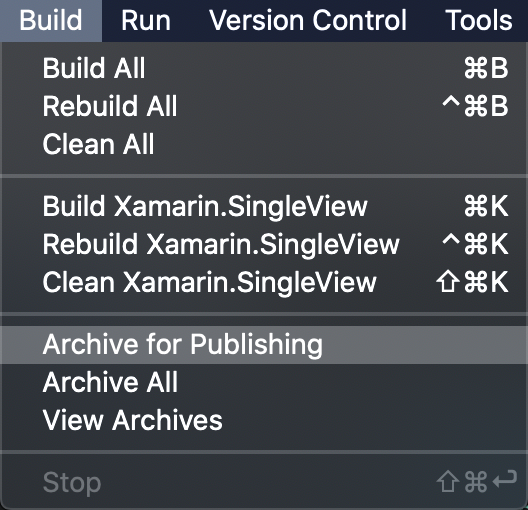 Build Run Version Control Tools
Build All ⌘B
Rebuild All ^⌘B
Clean All
Build Xamarin.SingleView ⌘K
Rebuild Xamarin.SingleView ^⌘K
Clean Xamarin.SingleView ⇧⌘K
Archive for Publishing
Archive All
View Archives
Stop ⇧⌘↩